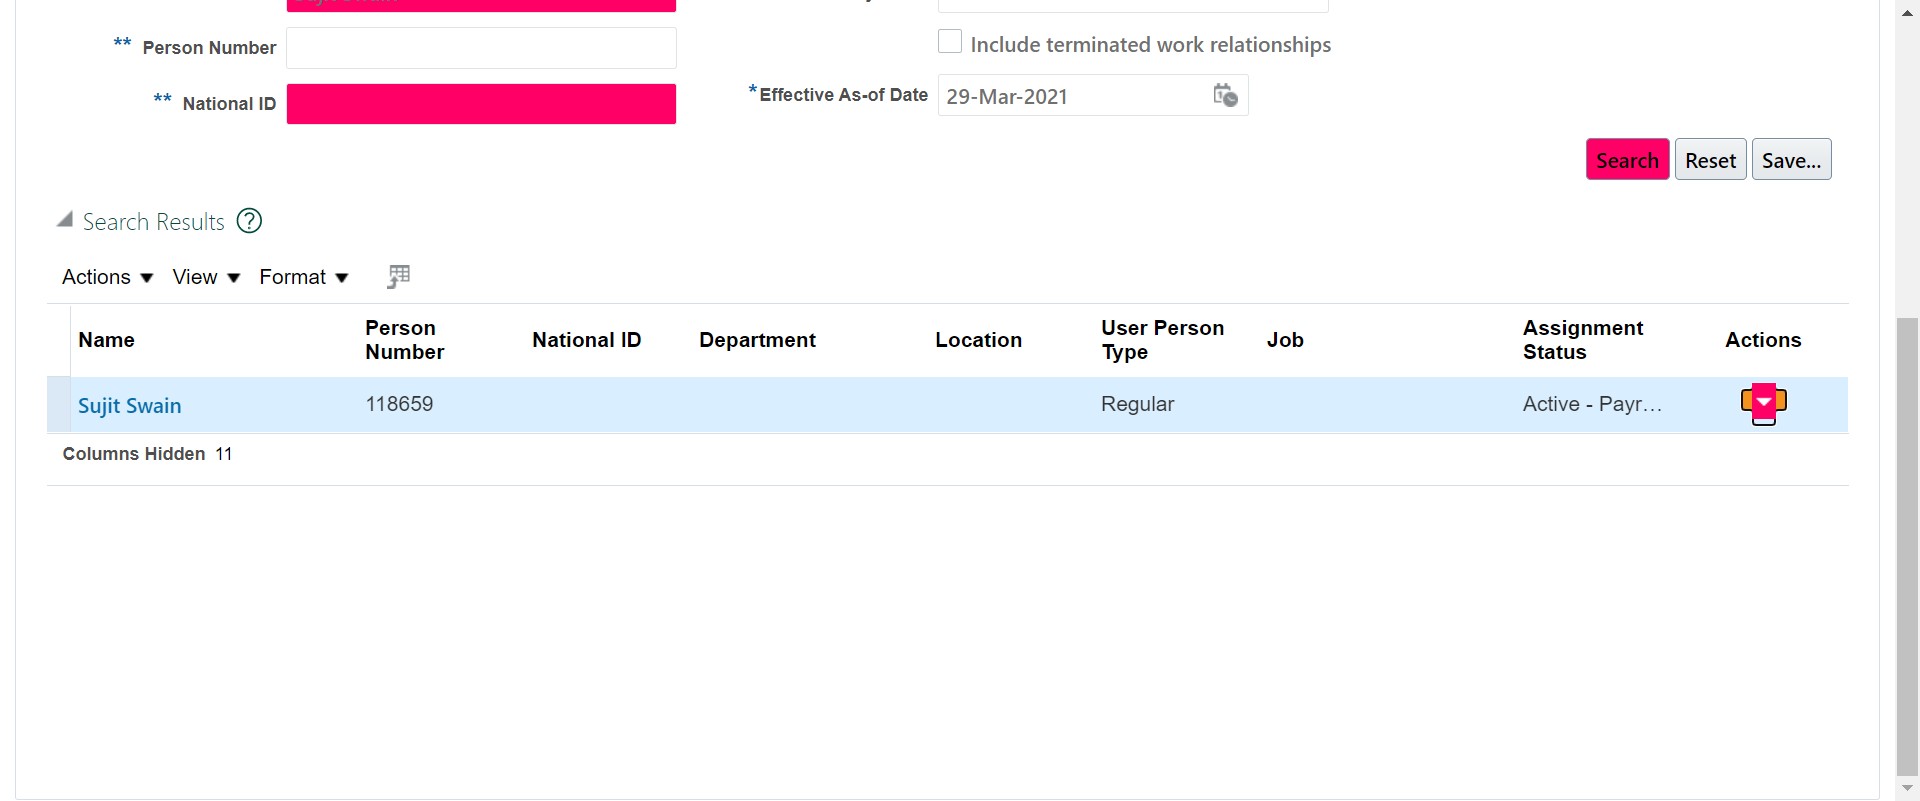 ** Person Number
Include terminated work relationships
** National ID
*Effective As-of Date 29-Mar-2021
Search Reset Save...
Search Results ?
Actions View Format
Name Person Number National ID Department Location User Person Type Job Assignment Status Actions
Sujit Swain 118659 Regular Active - Payr...
Columns Hidden 11